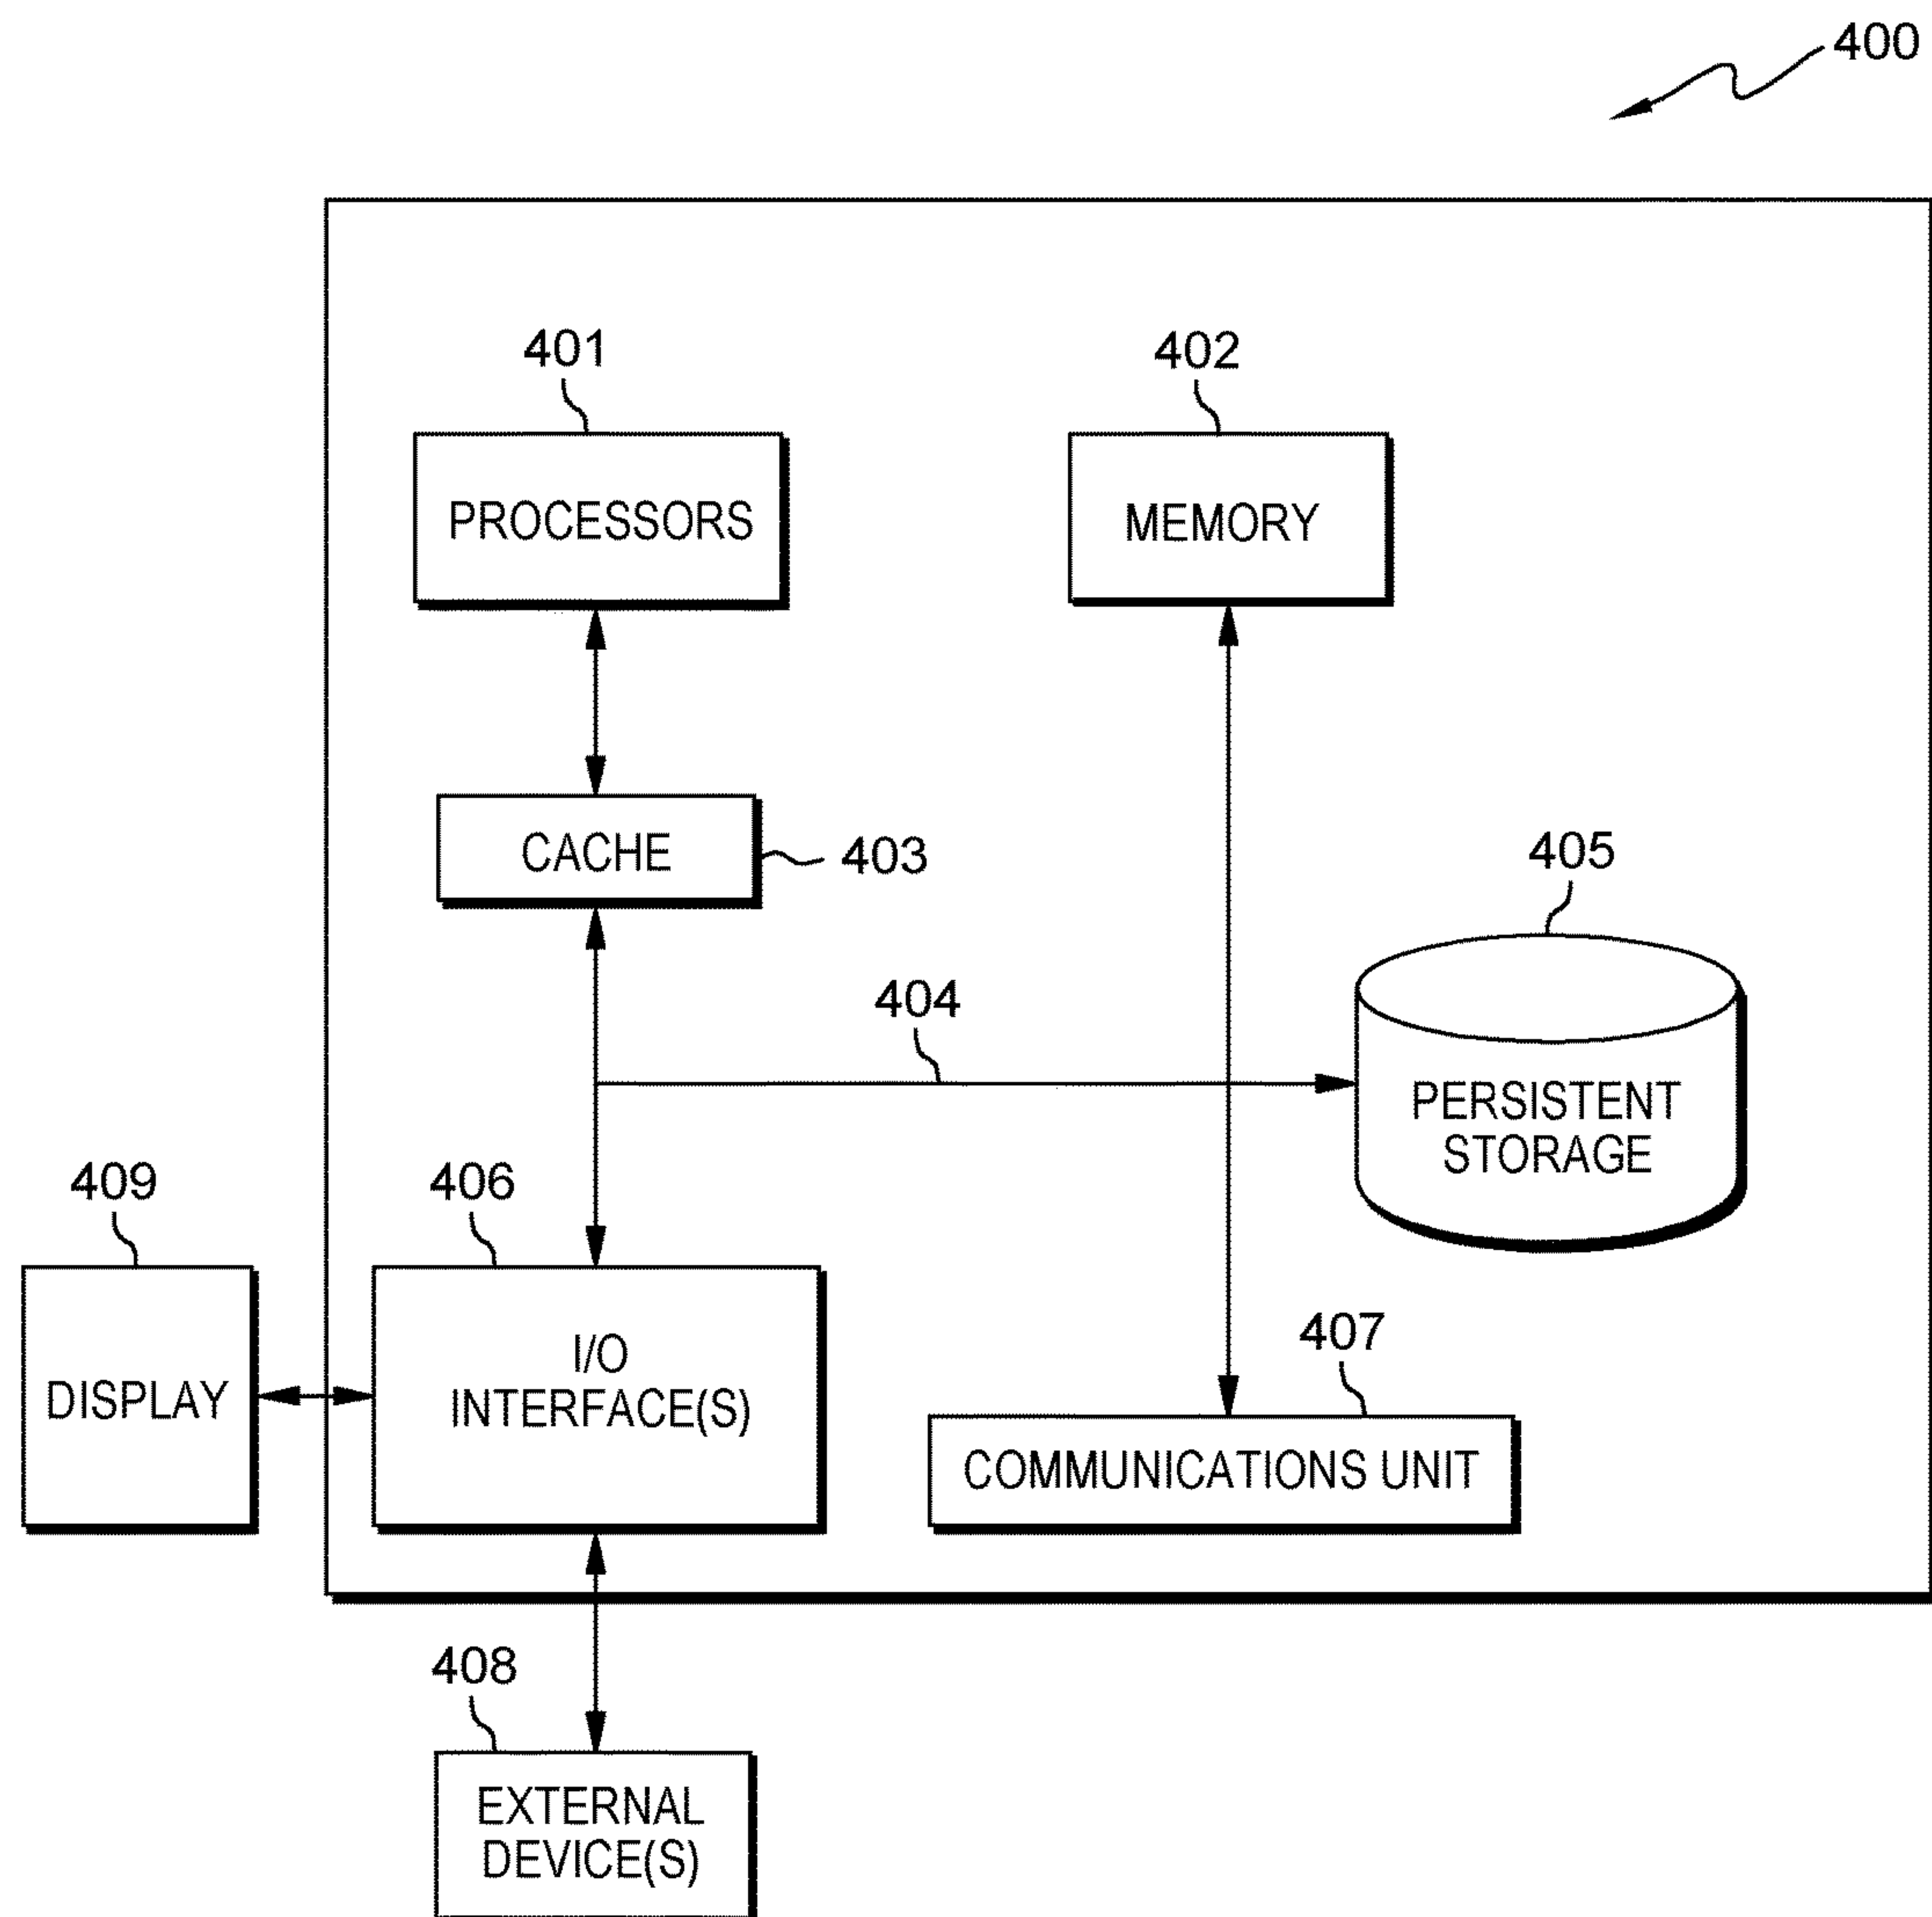 400
401
402
PROCESSORS
MEMORY
CACHE
403
405
404
PERSISTENT
STORAGE
409
406
407
DISPLAY
I/O
INTERFACE(S)
COMMUNICATIONS UNIT
408
EXTERNAL
DEVICE(S)